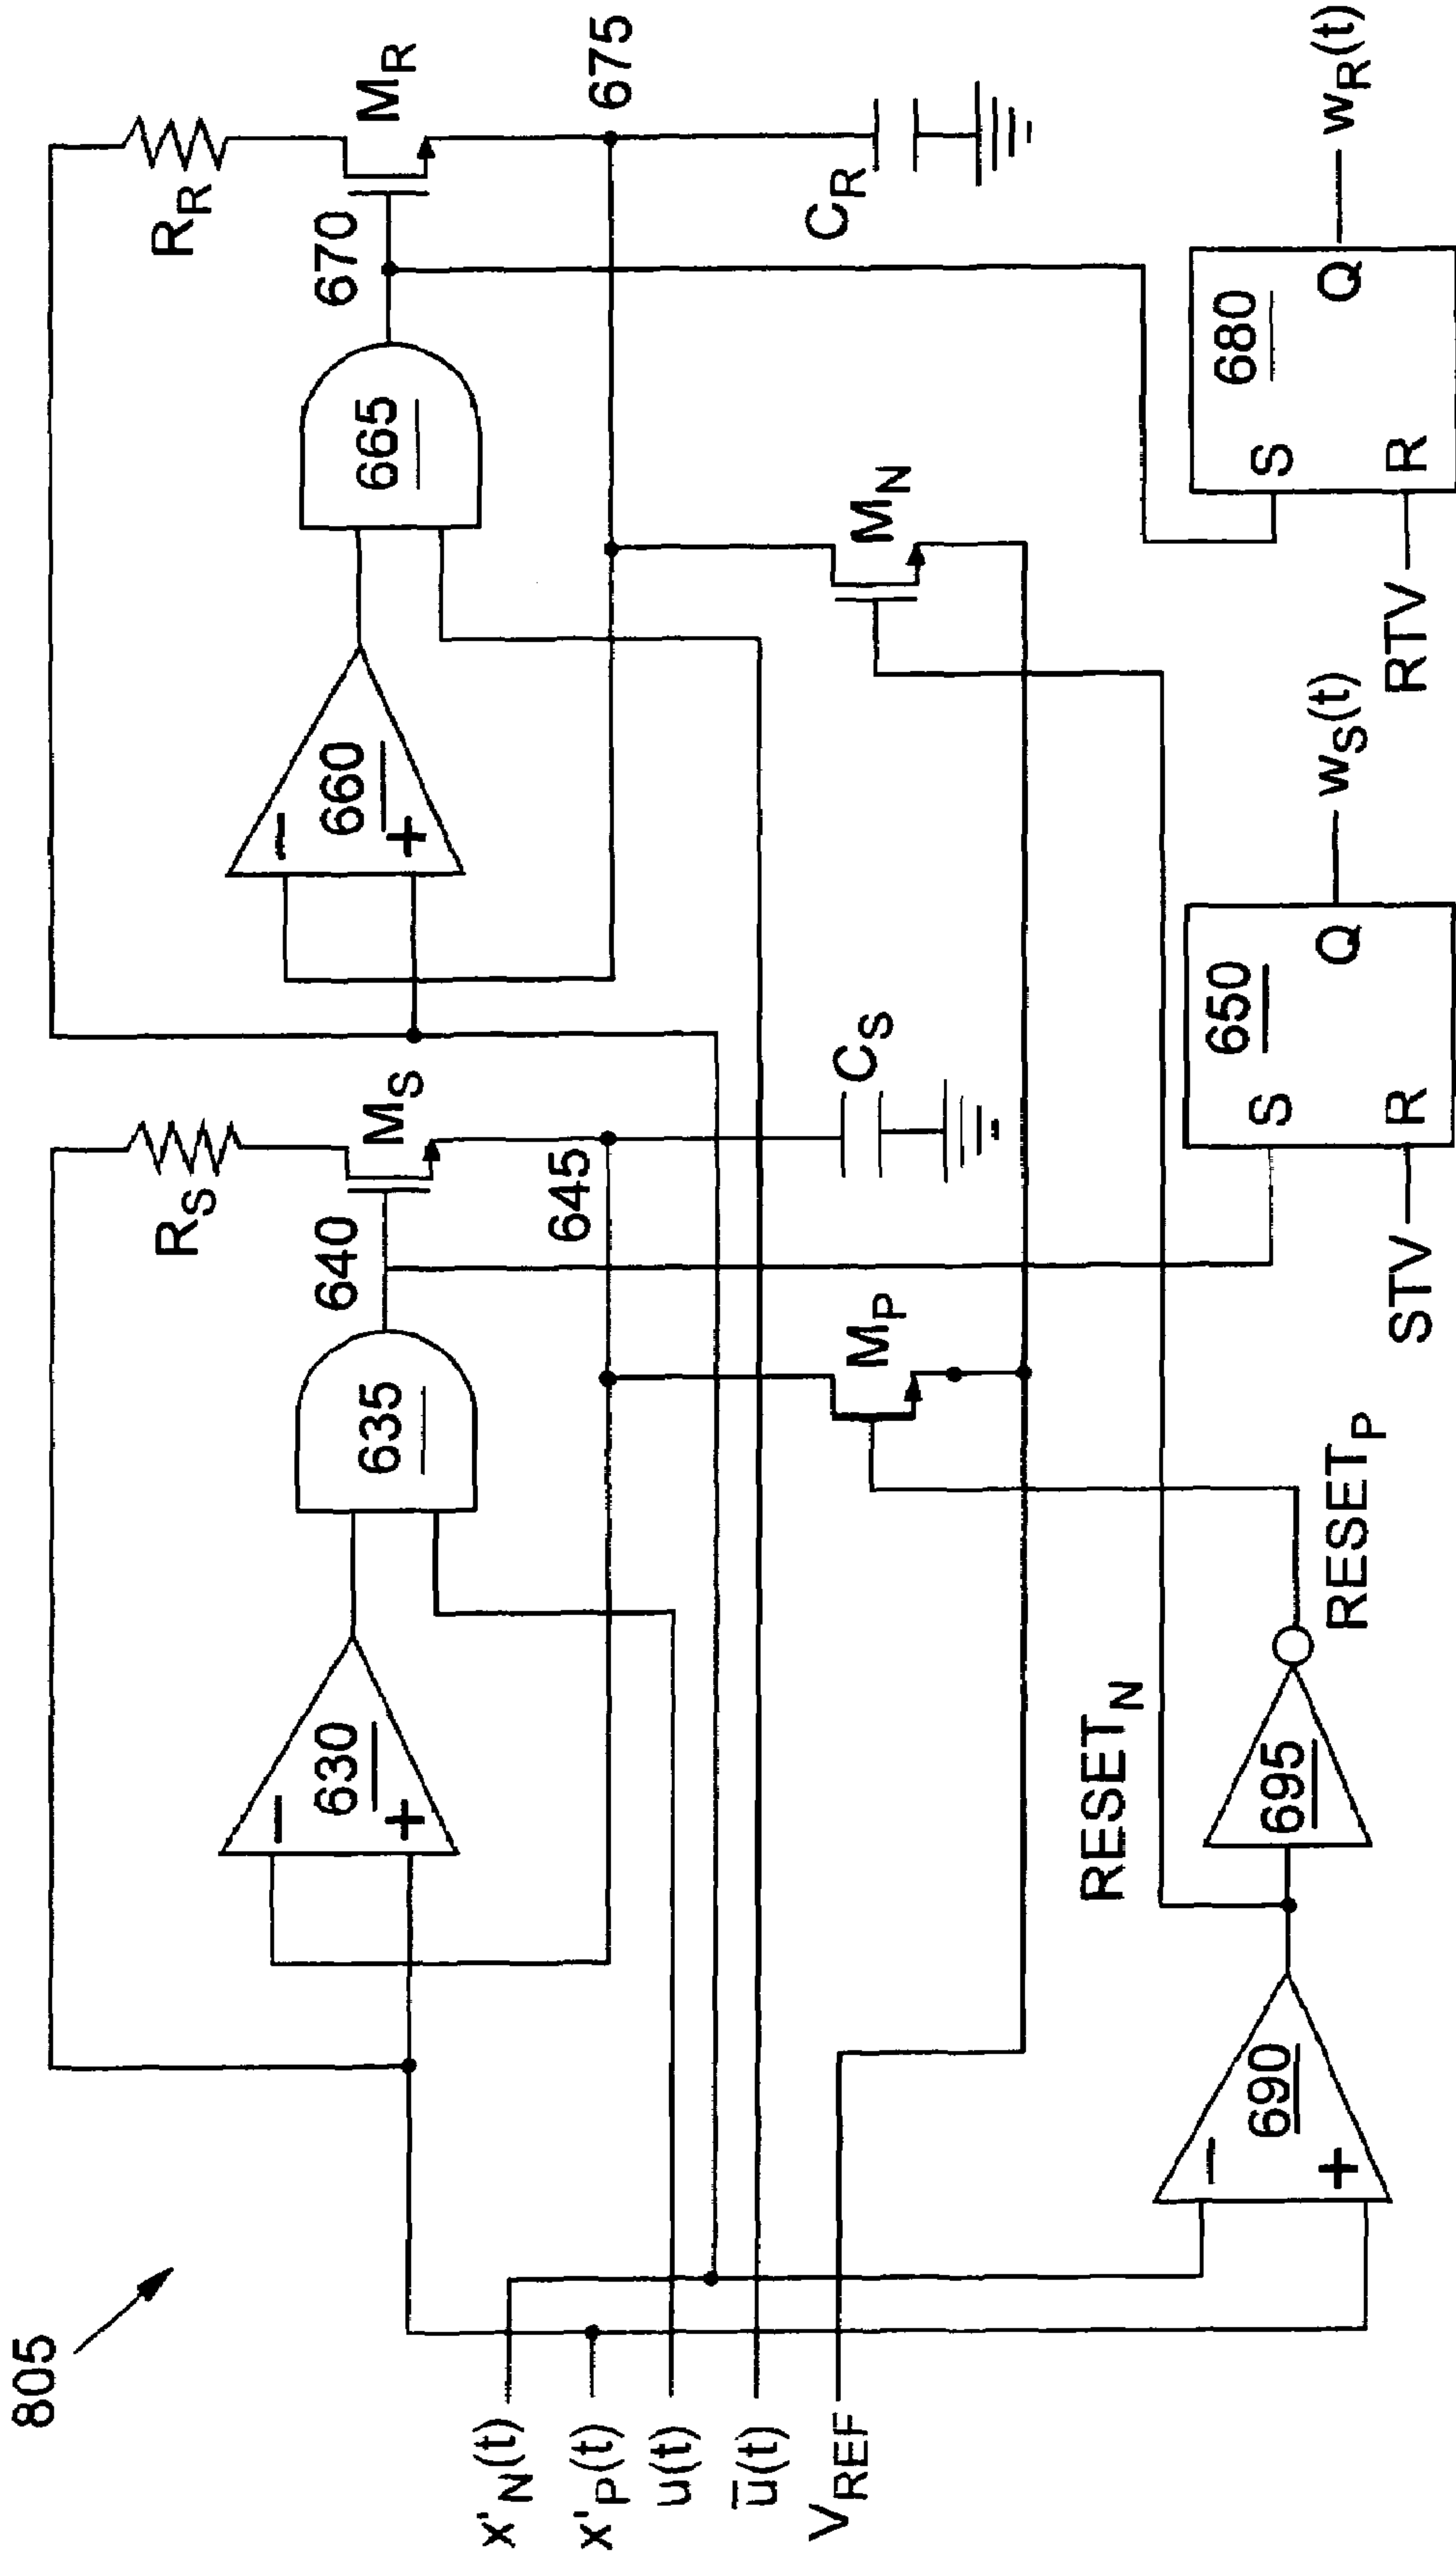 805
x'N(t)
x'P(t)
u(t)
u̅(t)
VREF
630
-
+
635
640
RS
MS
645
MP
CS
660
-
+
665
670
RR
MR
675
MN
CR
690
-
+
695
RESETN
RESETP
STV
650
S
R
Q
wS(t)
RTV
680
S
R
Q
wR(t)